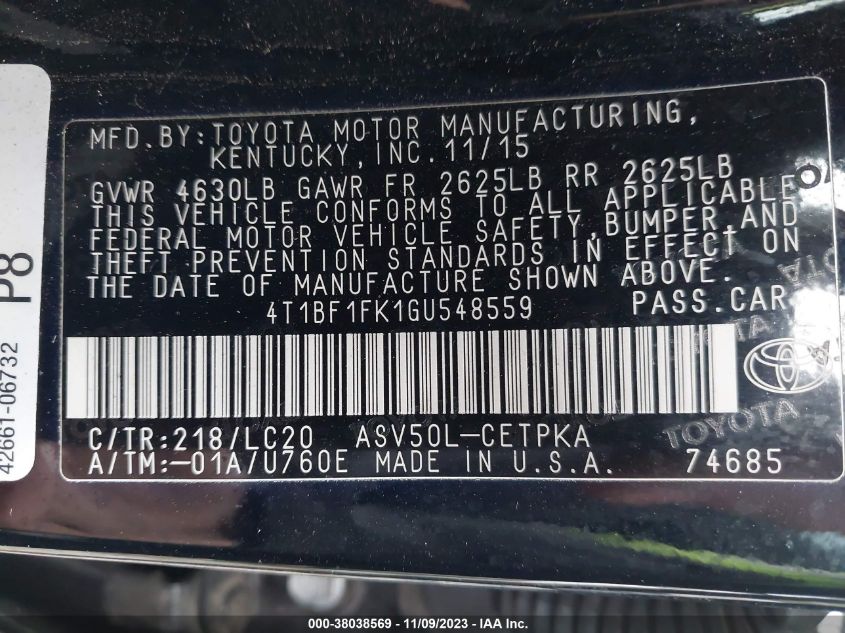 MFD.BY:TOYOTA MOTOR MANUFACTURING,
KENTUCKY,INC.11/15
GVWR 4630LB GAWR FR 2625LB RR 2625LB
THIS VEHICLE CONFORMS TO ALL APPLICABLE
FEDERAL MOTOR VEHICLE SAFETY,BUMPER,AND
THEFT PREVENTION STANDARDS IN EFFECT ON
THE DATE OF MANUFACTURE SHOWN ABOVE.
4T1BF1FK1GU548559 PASS.CAR
C/TR:218/LC20 ASV50L-CETPKA
A/TM:-01A/U760E MADE IN U.S.A. 74685
TOYOTA
42661-06732 P8
000-38038569 - 11/09/2023 - © IAA Inc.